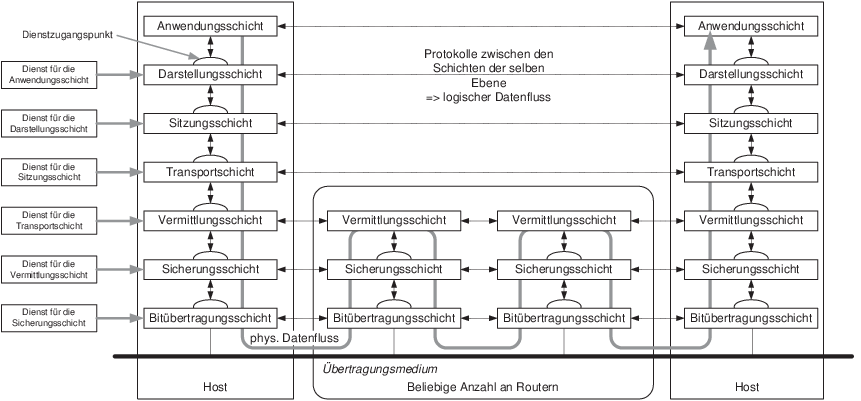 Anwendungsschicht
Anwendungsschicht
Dienstzugangspunkt
Protokolle zwischen den
Schichten der selben
Ebene
=> logischer Datenfluss
Dienst für die
Anwendungsschicht
Darstellungsschicht
Darstellungsschicht
Dienst für die
Darstellungsschicht
Sitzungsschicht
Sitzungsschicht
Dienst für die
Sitzungsschicht
Transportschicht
Transportschicht
Dienst für die
Transportschicht
Vermittlungsschicht
Vermittlungsschicht
Vermittlungsschicht
Vermittlungsschicht
Dienst für die
Vermittlungsschicht
Sicherungsschicht
Sicherungsschicht
Sicherungsschicht
Sicherungsschicht
Dienst für die
Sicherungsschicht
Bitübertragungsschicht
Bitübertragungsschicht
Bitübertragungsschicht
Bitübertragungsschicht
phys. Datenfluss
Übertragungsmedium
Host
Beliebige Anzahl an Routern
Host